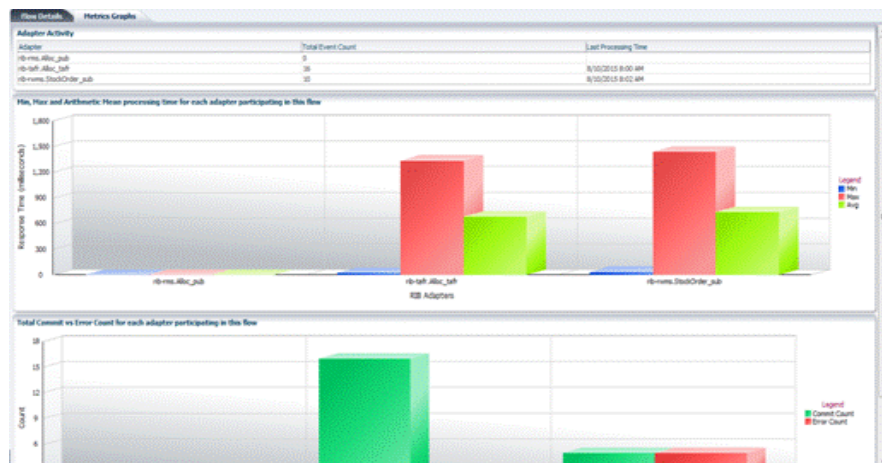 Flow Details Metrics Graphs
Adapter Activity
Adapter Total Event Count Last Processing Time
rib-rms.Alloc_pub 0
rib-tafr.Alloc_tafr 16 8/10/2015 8:00 AM
rib-rwms.StockOrder_sub 10 8/10/2015 8:02 AM
Min, Max and Arithmetic Mean processing time for each adapter participating in this flow
Response Time (milliseconds)
1,800
1,500
1,200
900
600
300
0
Legend
Min
Max
Avg
rib-rms.Alloc_pub rib-tafr.Alloc_tafr rib-rwms.StockOrder_sub
RIB Adapters
Total Commit vs Error Count for each adapter participating in this flow
Count
18
15
12
9
6
Legend
Commit Count
Error Count